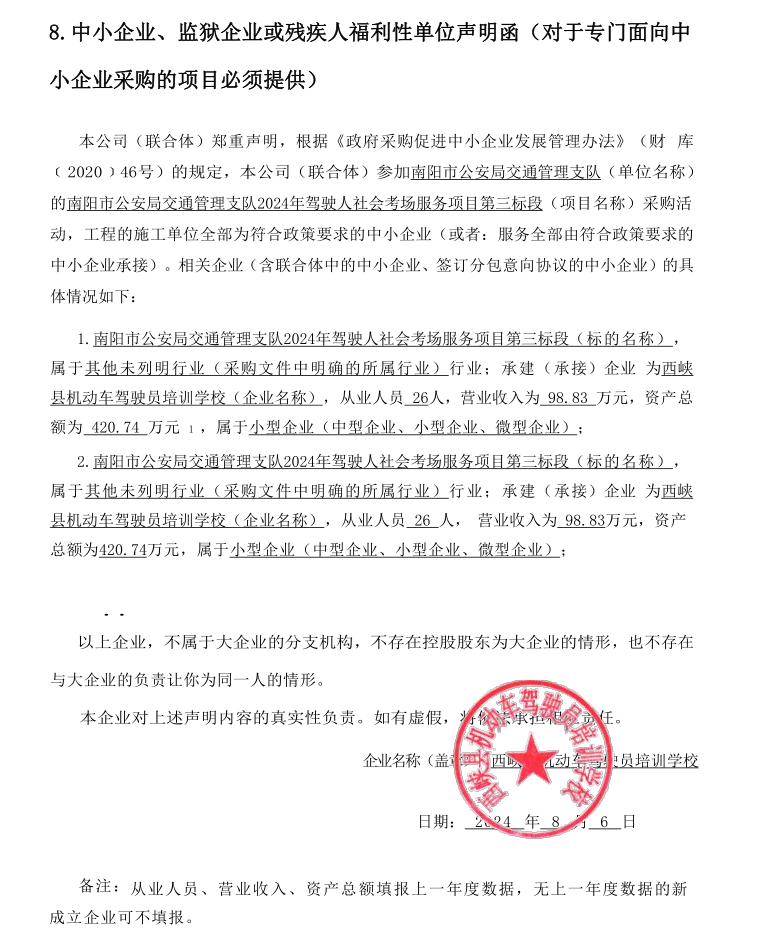 8.中小企业、监狱企业或残疾人福利性单位声明函（对于专门面向中
小企业采购的项目必须提供）
本公司（联合体）郑重声明，根据《政府采购促进中小企业发展管理办法》（财 库
﹝2020﹞46号）的规定，本公司（联合体）参加南阳市公安局交通管理支队（单位名称）
的南阳市公安局交通管理支队2024年驾驶人社会考场服务项目第三标段（项目名称）采购活
动，工程的施工单位全部为符合政策要求的中小企业（或者：服务全部由符合政策要求的
中小企业承接）。相关企业（含联合体中的中小企业、签订分包意向协议的中小企业）的具
体情况如下：
1.南阳市公安局交通管理支队2024年驾驶人社会考场服务项目第三标段（标的名称），
属于其他未列明行业（采购文件中明确的所属行业）行业；承建（承接）企业 为西峡
县机动车驾驶员培训学校（企业名称），从业人员 26人，营业收入为 98.83 万元，资产总
额为 420.74 万元 1 ，属于小型企业（中型企业、小型企业、微型企业）；
2.南阳市公安局交通管理支队2024年驾驶人社会考场服务项目第三标段（标的名称），
属于其他未列明行业（采购文件中明确的所属行业）行业；承建（承接）企业 为西峡
县机动车驾驶员培训学校（企业名称），从业人员 26 人， 营业收入为 98.83万元，资产
总额为420.74万元，属于小型企业（中型企业、小型企业、微型企业）；
. .
以上企业，不属于大企业的分支机构，不存在控股股东为大企业的情形，也不存在
与大企业的负责让你为同一人的情形。
本企业对上述声明内容的真实性负责。如有虚假，将依法承担相应责任。
企业名称（盖章）：西峡县机动车驾驶员培训学校
西峡县机动车驾驶员培训学校
日期： 2024 年 8 月 6 日
备注：从业人员、营业收入、资产总额填报上一年度数据，无上一年度数据的新
成立企业可不填报。